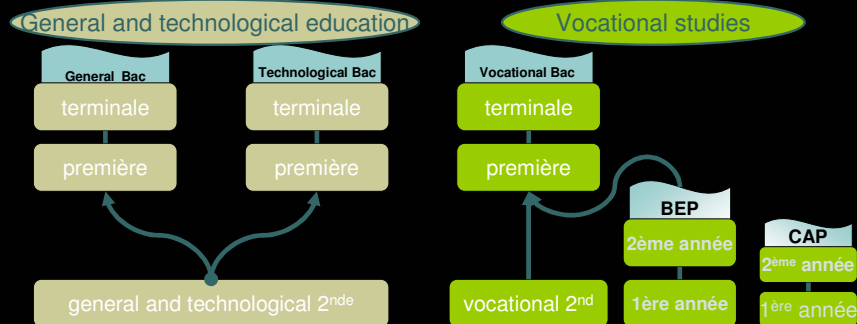 General and technological education
Vocational studies
General Bac
Technological Bac
Vocational Bac
terminale
terminale
terminale
première
première
première
BEP
2ème année
CAP
2ème année
general and technological 2nde
vocational 2nd
1ère année
1ère année